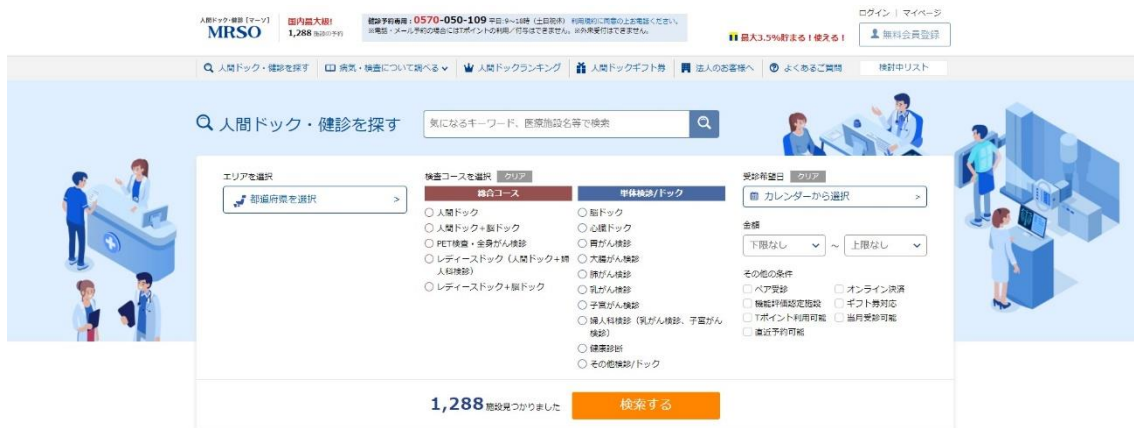 人間ドック・健診 [マーソ]
MRSO
国内最大級!
1,288 施設の予約
健診予約専用：0570-050-109 平日:9～18時（土日祝休） 利用規約に同意の上お電話ください。
※電話・メール予約の場合にはTポイントの利用／付与はできません。※外来受付はできません。
ログイン | マイページ
最大3.5%貯まる！使える！
無料会員登録
人間ドック・健診を探す
病気・検査について調べる
人間ドックランキング
人間ドックギフト券
法人のお客様へ
よくあるご質問
検討中リスト
人間ドック・健診を探す
気になるキーワード、医療施設名等で検索
エリアを選択
都道府県を選択 >
検査コースを選択 クリア
総合コース
人間ドック
人間ドック+脳ドック
PET検査・全身がん検診
レディースドック（人間ドック+婦
人科検診）
レディースドック+脳ドック
単体検診/ドック
脳ドック
心臓ドック
胃がん検診
大腸がん検診
肺がん検診
乳がん検診
子宮がん検診
婦人科検診（乳がん検診、子宮がん
検診）
健康診断
その他検診/ドック
受診希望日 クリア
カレンダーから選択 >
金額
下限なし ～ 上限なし
その他の条件
ペア受診 オンライン決済
機能評価認定施設 ギフト券対応
Tポイント利用可能 当月受診可能
直近予約可能
1,288 施設見つかりました
検索する